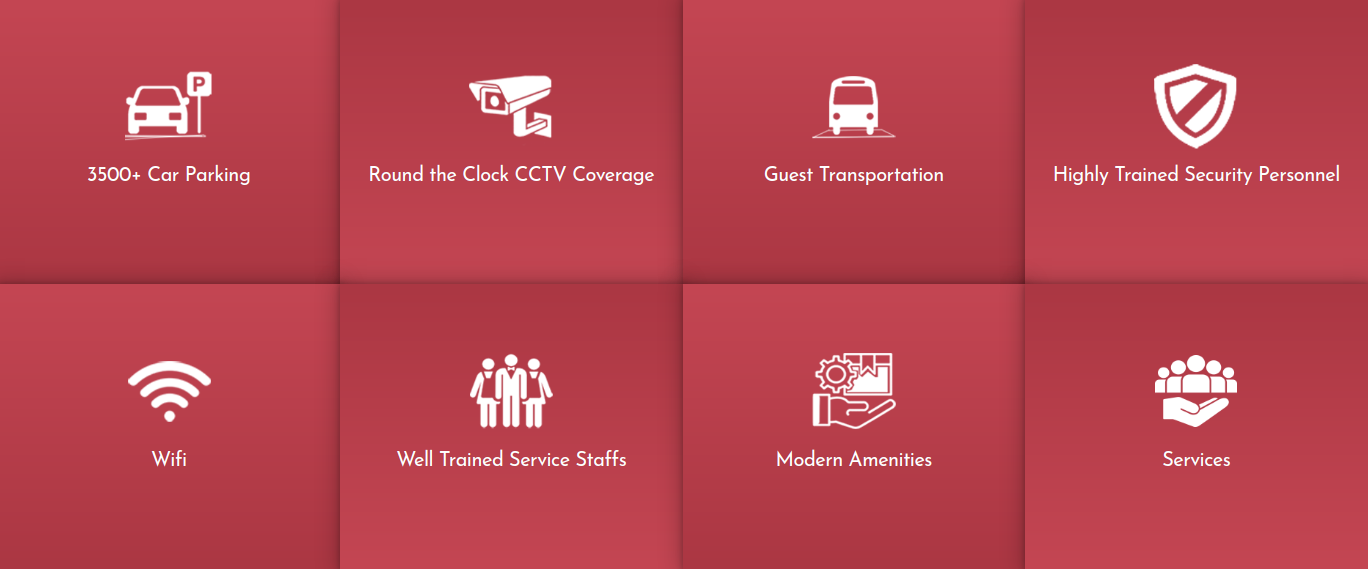 P
3500+ Car Parking
Round the Clock CCTV Coverage
Guest Transportation
Highly Trained Security Personnel
Wifi
Well Trained Service Staffs
Modern Amenities
Services